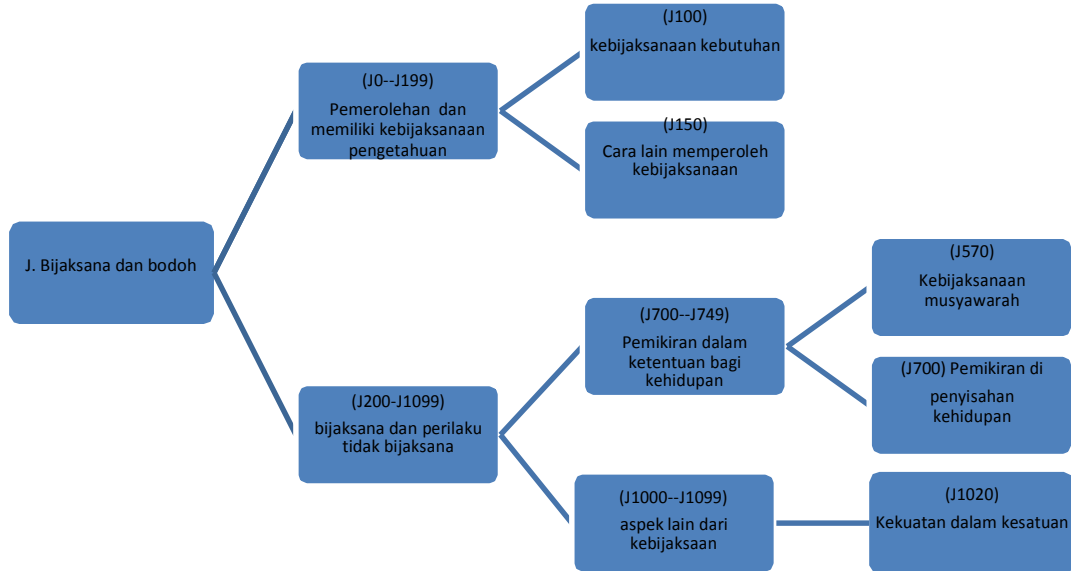 J. Bijaksana dan bodoh
(J0--J199)
Pemerolehan dan
memiliki kebijaksanaan
pengetahuan
(J100)
kebijaksanaan kebutuhan
(J150)
Cara lain memperoleh
kebijaksanaan
(J200-J1099)
bijaksana dan perilaku
tidak bijaksana
(J700--J749)
Pemikiran dalam
ketentuan bagi
kehidupan
(J570)
Kebijaksanaan
musyawarah
(J700) Pemikiran di
penyisahan
kehidupan
(J1000--J1099)
aspek lain dari
kebijaksaan
(J1020)
Kekuatan dalam kesatuan